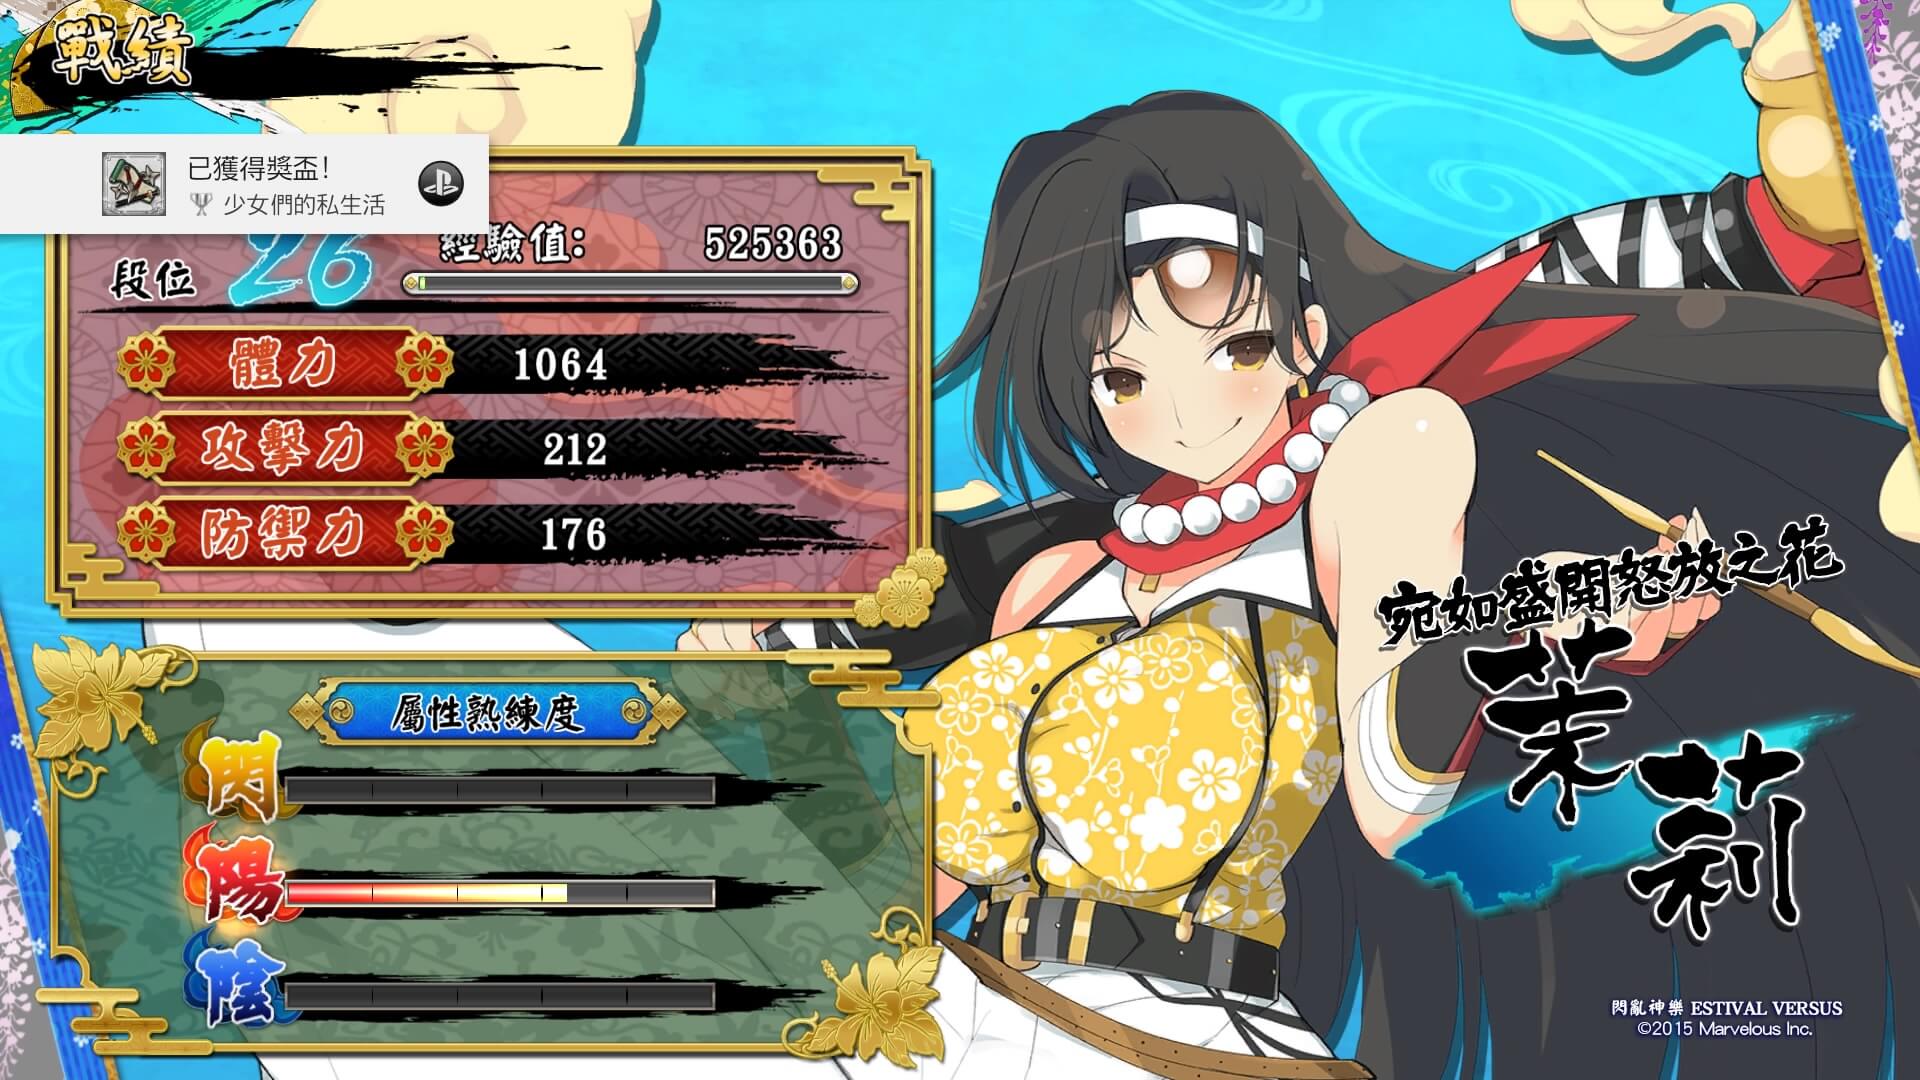 戰績
已獲得獎盃！
少女們的私生活
段位 26
經驗值： 525363
體力 1064
攻擊力 212
防禦力 176
屬性熟練度
閃
陽
陰
宛如盛開怒放之花
茉莉
閃亂神樂 ESTIVAL VERSUS
©2015 Marvelous Inc.